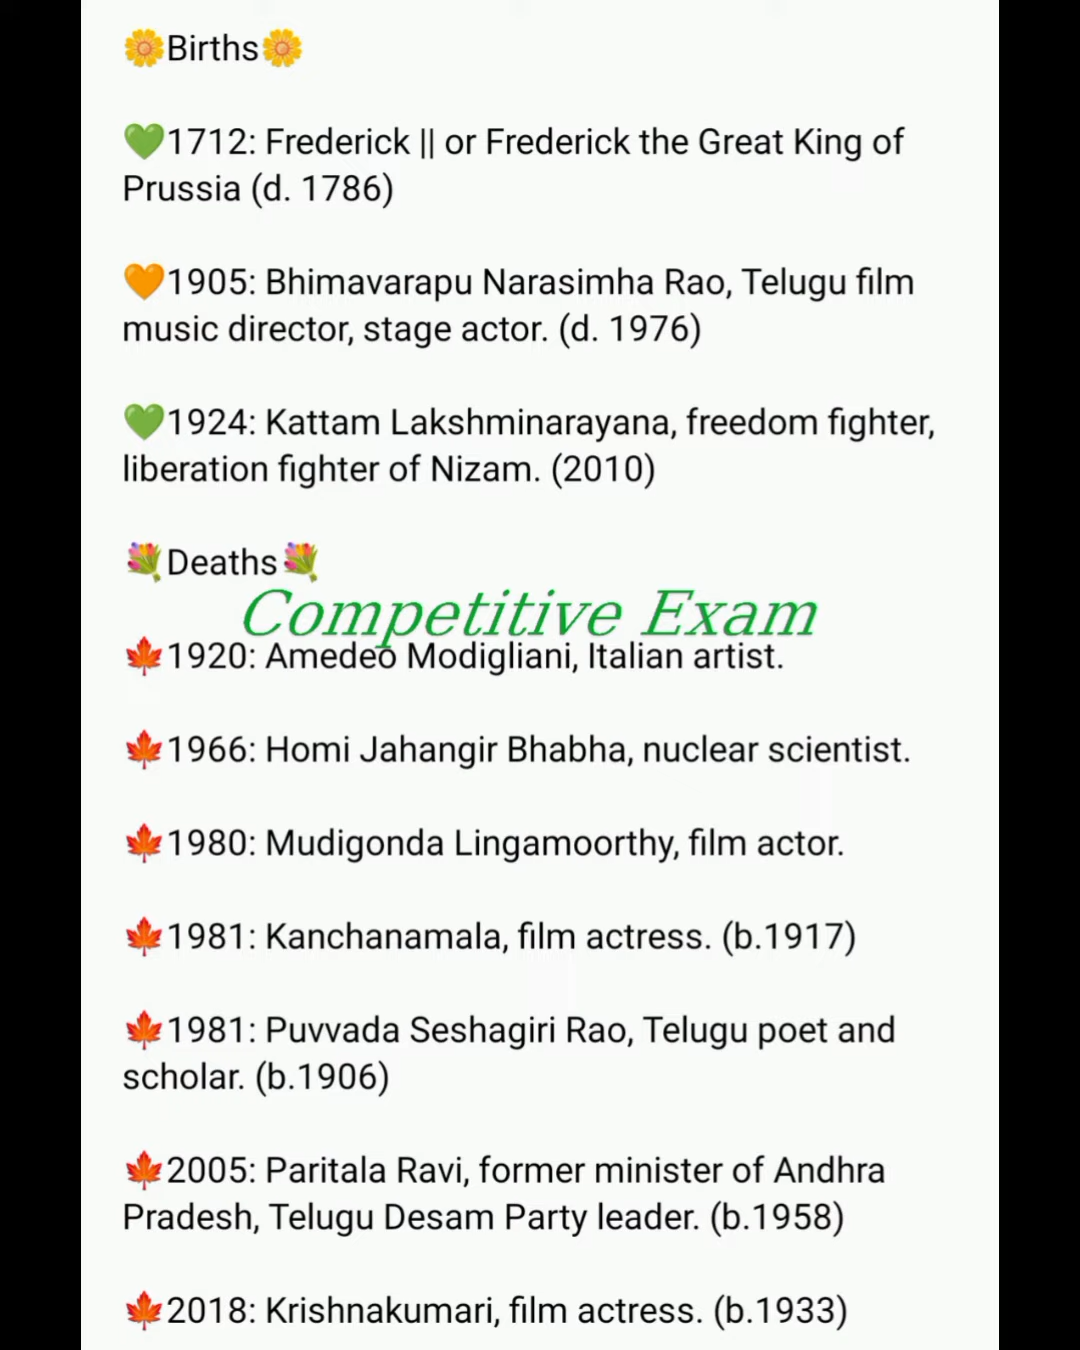 🌼Births🌼
💚1712: Frederick || or Frederick the Great King of
Prussia (d. 1786)
🧡1905: Bhimavarapu Narasimha Rao, Telugu film
music director, stage actor. (d. 1976)
💚1924: Kattam Lakshminarayana, freedom fighter,
liberation fighter of Nizam. (2010)
💐Deaths💐
Competitive Exam
🍁1920: Amedeo Modigliani, Italian artist.
🍁1966: Homi Jahangir Bhabha, nuclear scientist.
🍁1980: Mudigonda Lingamoorthy, film actor.
🍁1981: Kanchanamala, film actress. (b.1917)
🍁1981: Puvvada Seshagiri Rao, Telugu poet and
scholar. (b.1906)
🍁2005: Paritala Ravi, former minister of Andhra
Pradesh, Telugu Desam Party leader. (b.1958)
🍁2018: Krishnakumari, film actress. (b.1933)